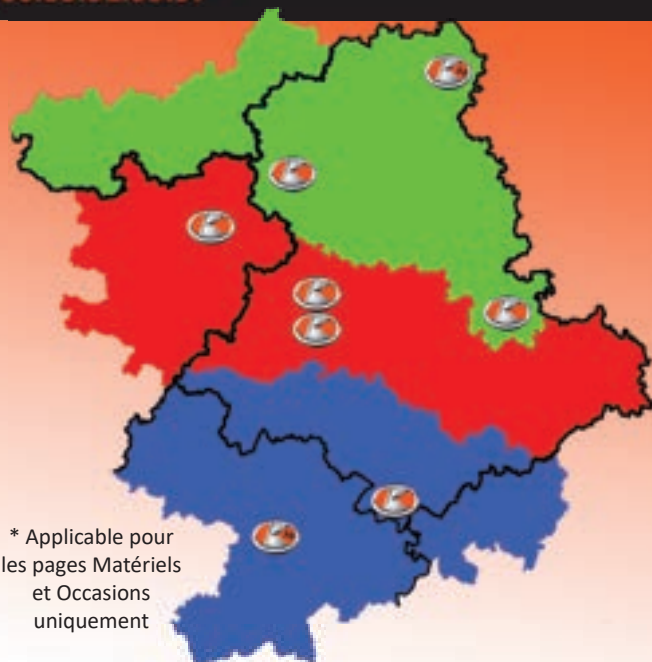 * Applicable pour
les pages Matériels
et Occasions
uniquement